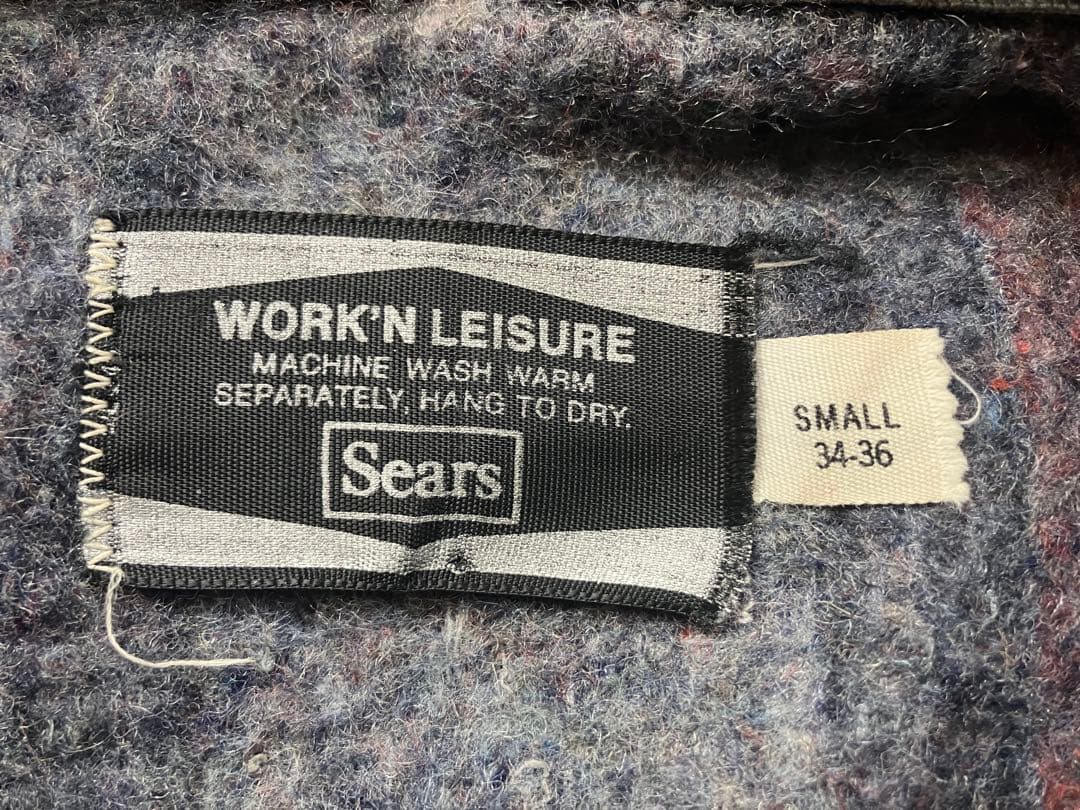 WORK'N LEISURE
MACHINE WASH WARM
SEPARATELY, HANG TO DRY.
Sears
SMALL
34-36